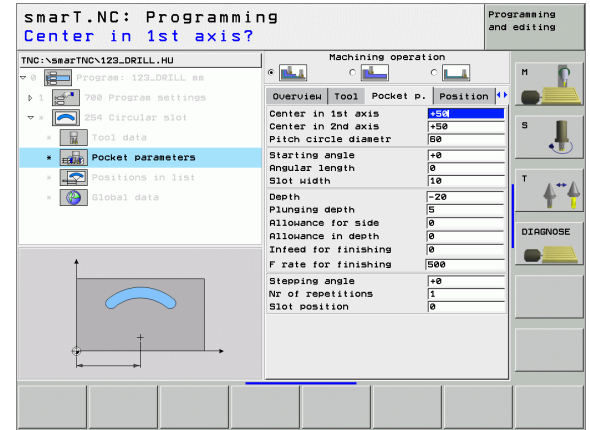 smarT.NC: Programming
Center in 1st axis?
Programming and editing
TNC:\smarTNC\123_DRILL.HU
0 Program: 123_DRILL mm
1 700 Program settings
* 254 Circular slot
* Tool data
* Pocket parameters
* Positions in list
* Global data
Machining operation
Overview Tool Pocket p. Position
Center in 1st axis +50
Center in 2nd axis +50
Pitch circle diametr 60
Starting angle +0
Angular length 0
Slot width 10
Depth -20
Plunging depth 5
Allowance for side 0
Allowance in depth 0
Infeed for finishing 0
F rate for finishing 500
Stepping angle +0
Nr of repetitions 1
Slot position 0
M
S
T
DIAGNOSE